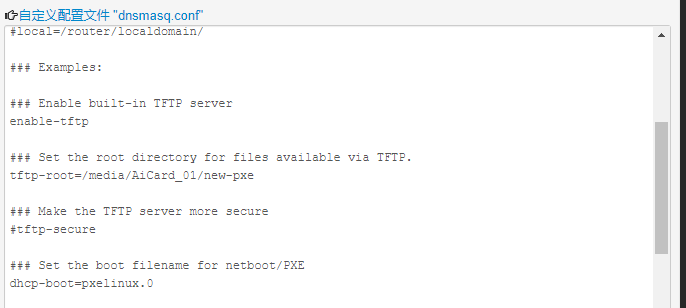 自定义配置文件 "dnsmasq.conf"
#local=/router/localdomain/
### Examples:
### Enable built-in TFTP server
enable-tftp
### Set the root directory for files available via TFTP.
tftp-root=/media/AiCard_01/new-pxe
### Make the TFTP server more secure
#tftp-secure
### Set the boot filename for netboot/PXE
dhcp-boot=pxelinux.0